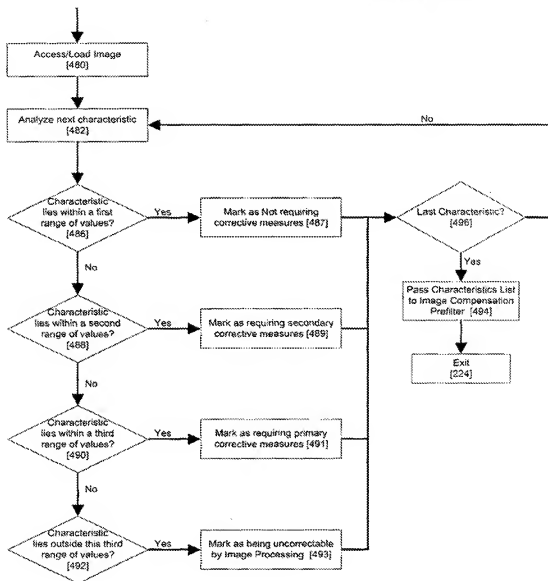 Access/Load Image
[480]
Analyze next characteristic
[482]
No
Characteristic
lies within a first
range of values?
[486]
Yes
Mark as Not requiring
corrective measures [487]
Last Characteristic?
[496]
No
Yes
Characteristic
lies within a second
range of values?
[488]
Yes
Mark as requiring secondary
corrective measures [489]
Pass Characteristics List
to Image Compensation
Prefilter [494]
Exit
[224]
No
Characteristic
lies within a third
range of values?
[490]
Yes
Mark as requiring primary
corrective measures [491]
No
Characteristic
lies outside this third
range of values?
[492]
Yes
Mark as being uncorrectable
by Image Processing [493]